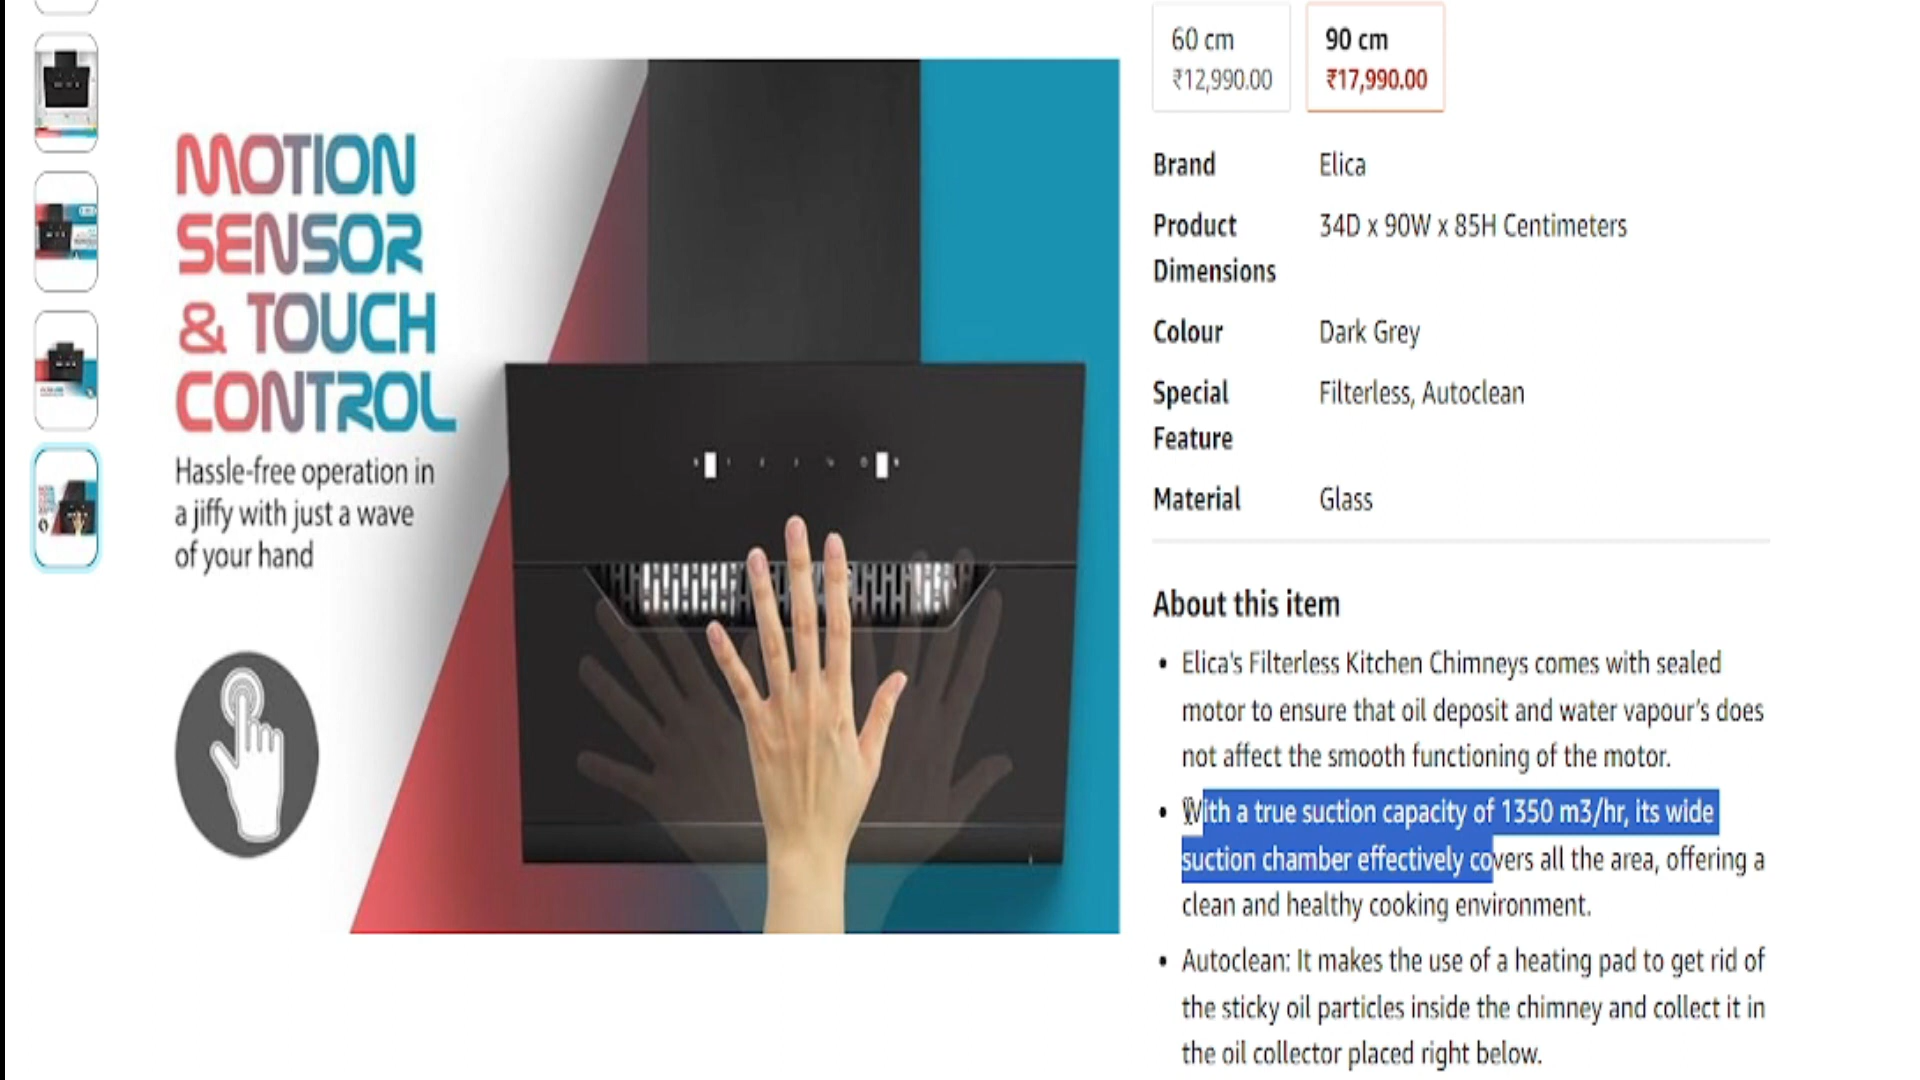 MOTION
SENSOR
& TOUCH
CONTROL
Hassle-free operation in
a jiffy with just a wave
of your hand
60 cm
₹12,990.00
90 cm
₹17,990.00
Brand Elica
Product Dimensions 34D x 90W x 85H Centimeters
Colour Dark Grey
Special Feature Filterless, Autoclean
Material Glass
About this item
• Elica's Filterless Kitchen Chimneys comes with sealed
motor to ensure that oil deposit and water vapour's does
not affect the smooth functioning of the motor.
• With a true suction capacity of 1350 m3/hr, its wide
suction chamber effectively covers all the area, offering a
clean and healthy cooking environment.
• Autoclean: It makes the use of a heating pad to get rid of
the sticky oil particles inside the chimney and collect it in
the oil collector placed right below.